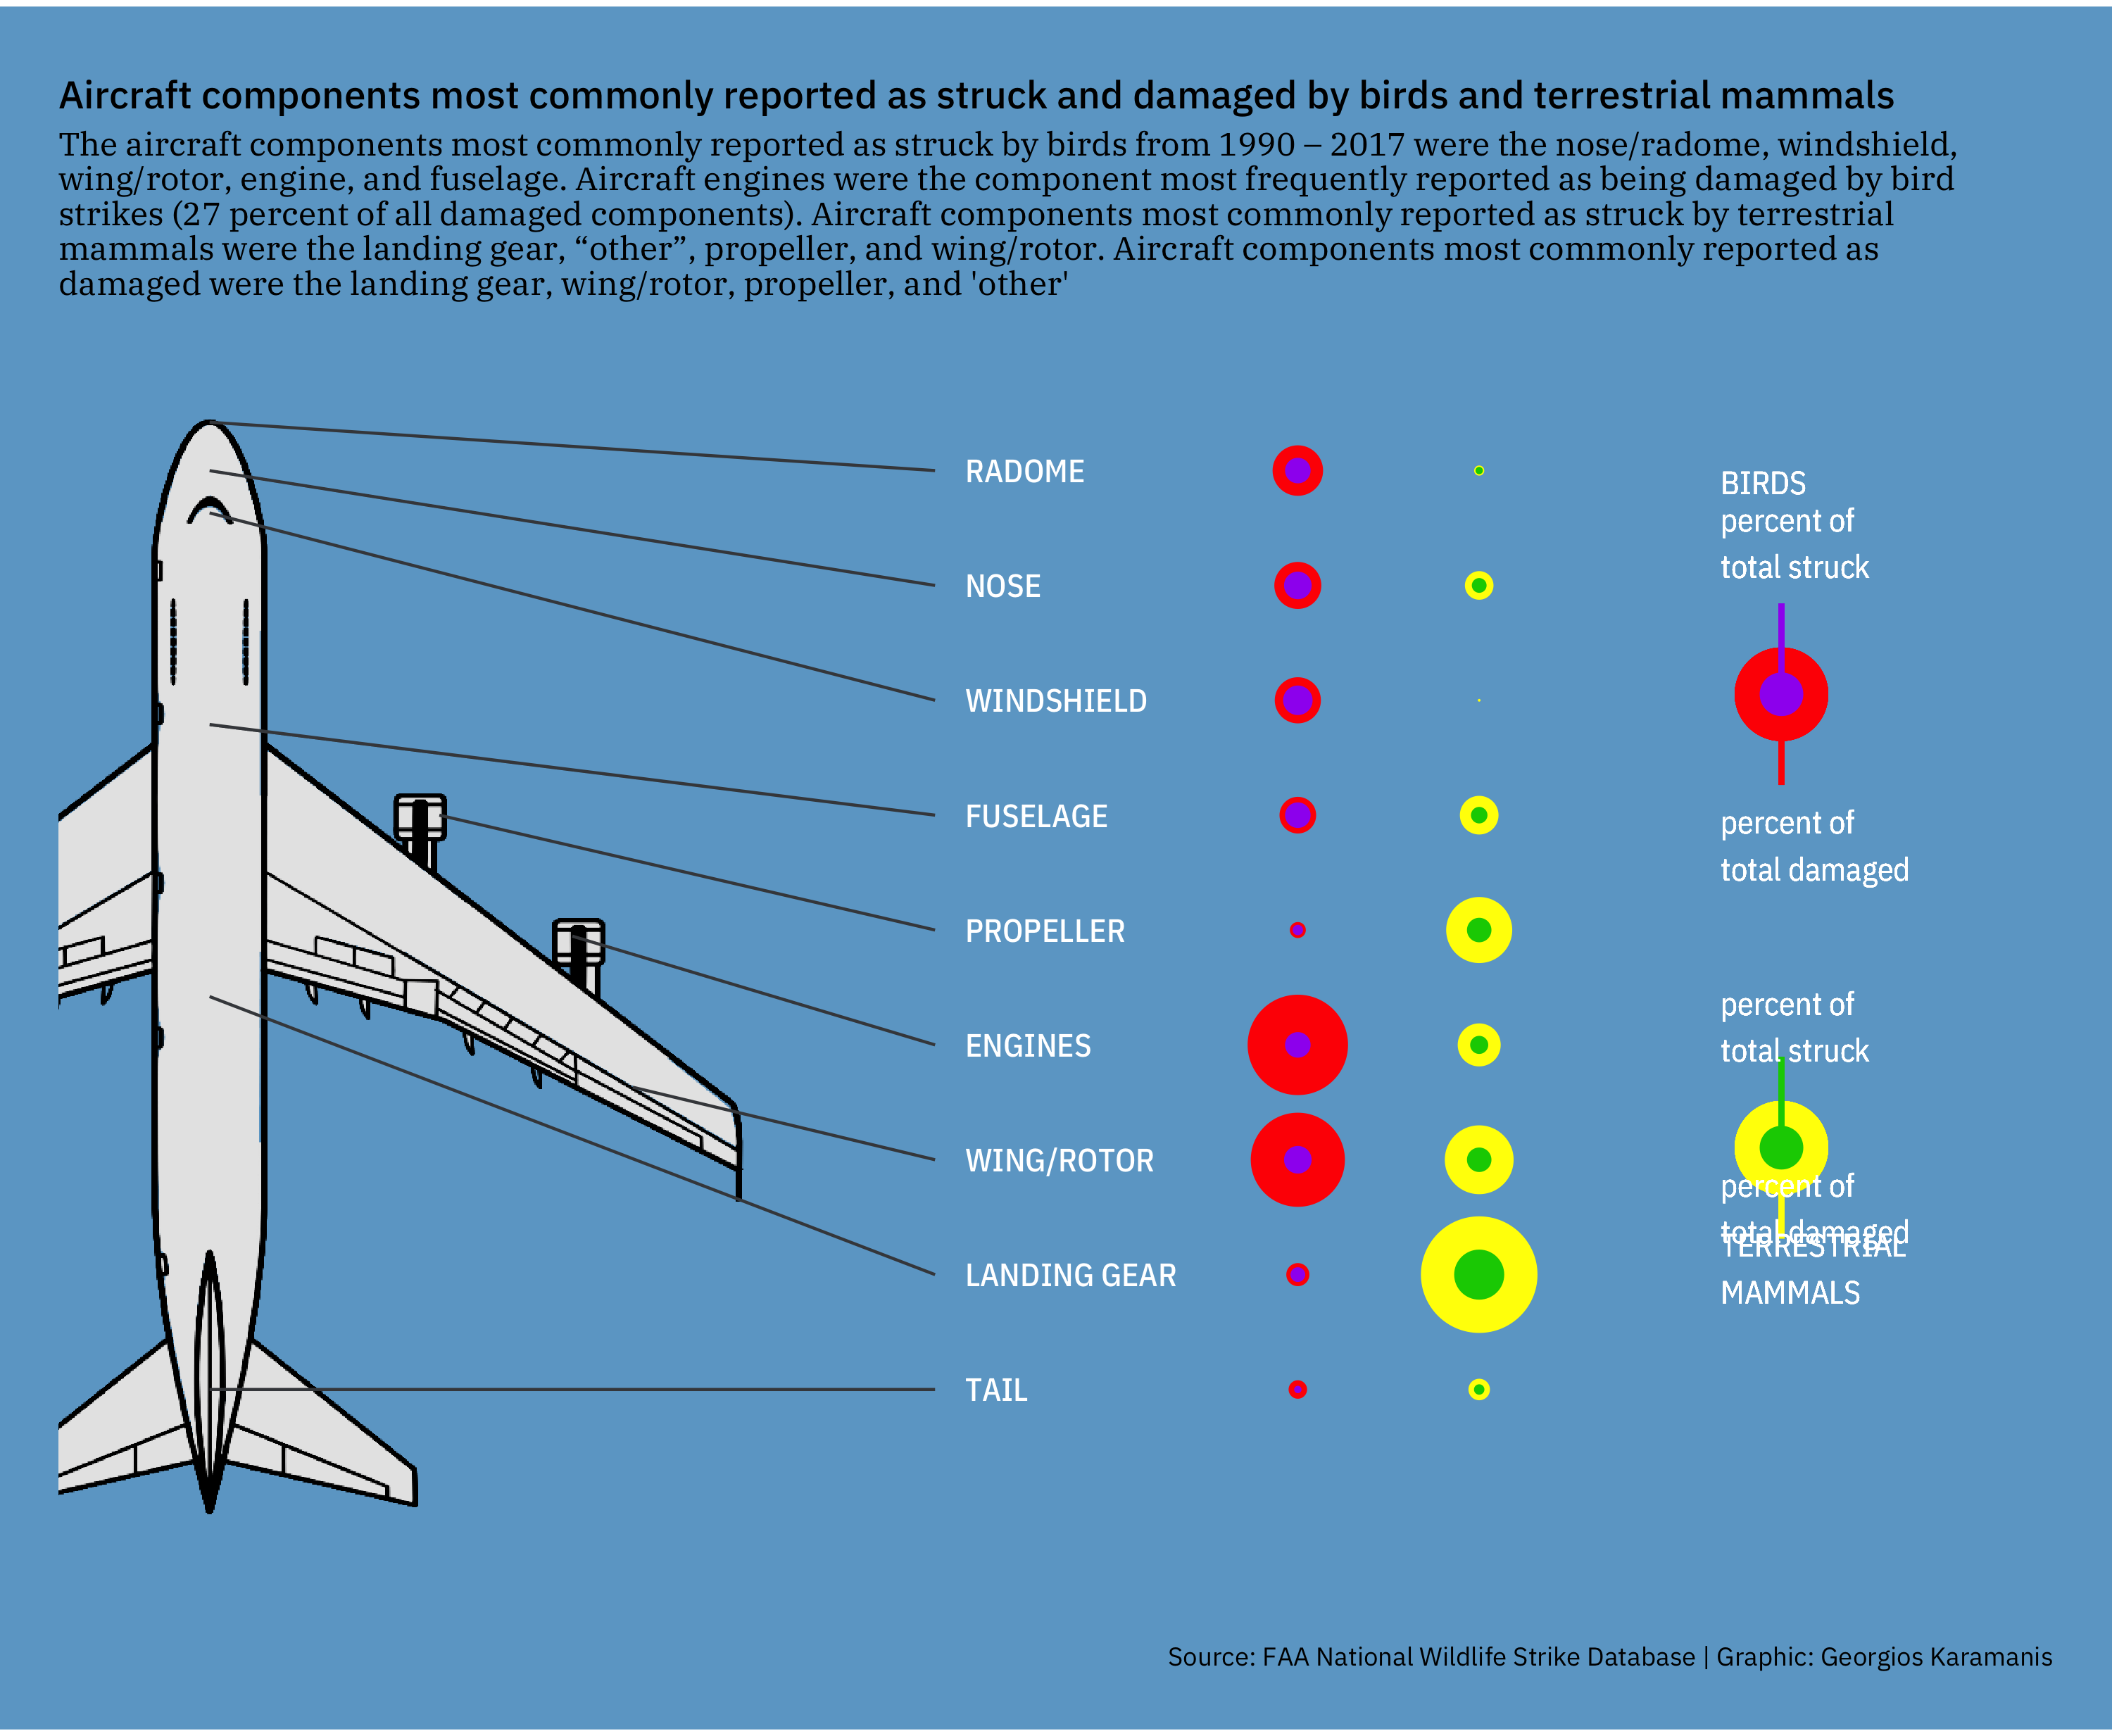 Aircraft components most commonly reported as struck and damaged by birds and terrestrial mammals
The aircraft components most commonly reported as struck by birds from 1990 – 2017 were the nose/radome, windshield,
wing/rotor, engine, and fuselage. Aircraft engines were the component most frequently reported as being damaged by bird
strikes (27 percent of all damaged components). Aircraft components most commonly reported as struck by terrestrial
mammals were the landing gear, “other”, propeller, and wing/rotor. Aircraft components most commonly reported as
damaged were the landing gear, wing/rotor, propeller, and 'other'
RADOME
NOSE
WINDSHIELD
FUSELAGE
PROPELLER
ENGINES
WING/ROTOR
LANDING GEAR
TAIL
BIRDS
percent of
total struck
percent of
total damaged
percent of
total struck
percent of
total damaged
TERRESTRIAL
MAMMALS
Source: FAA National Wildlife Strike Database | Graphic: Georgios Karamanis